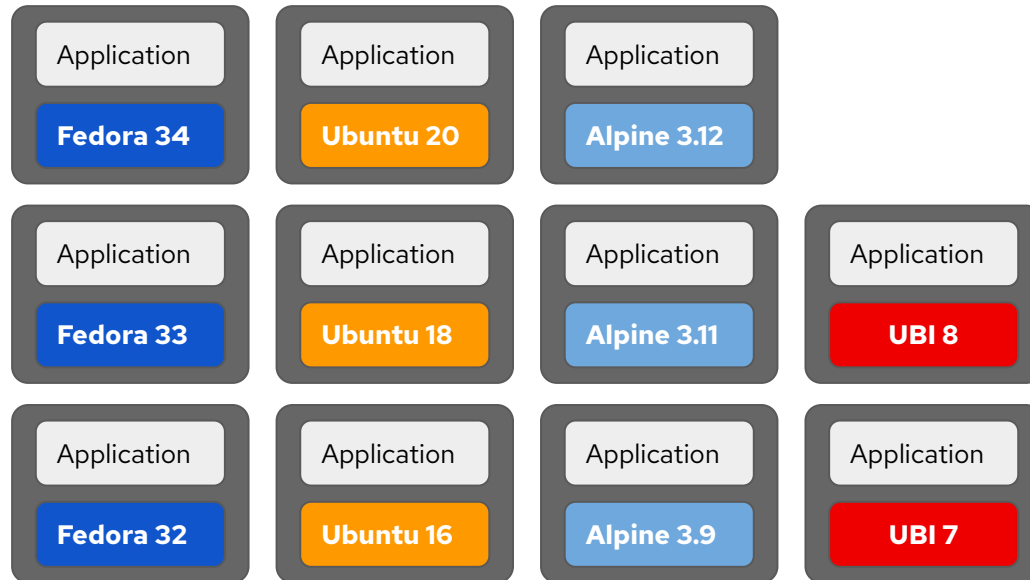 Application
Application
Application
Fedora 34
Ubuntu 20
Alpine 3.12
Application
Application
Application
Application
Fedora 33
Ubuntu 18
Alpine 3.11
UBI 8
Application
Application
Application
Application
Fedora 32
Ubuntu 16
Alpine 3.9
UBI 7